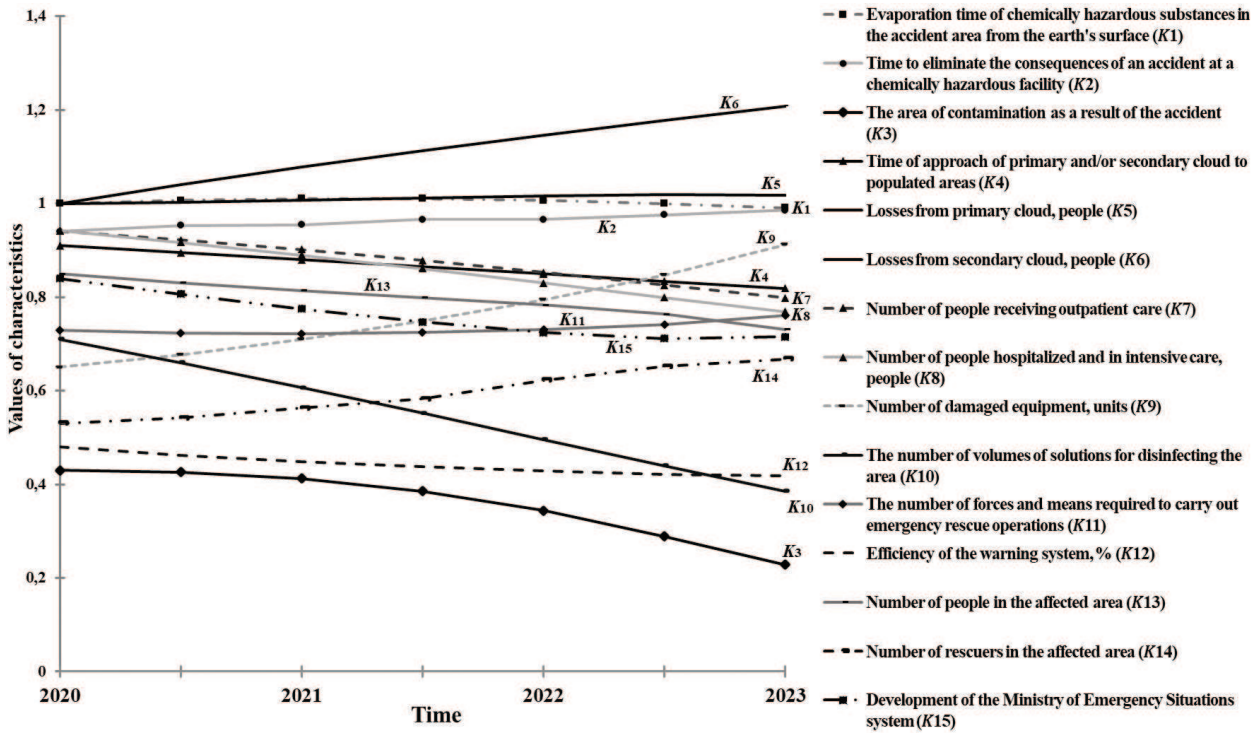 1,4
1,2
1
0,8
0,6
0,4
0,2
0
Values of characteristics
2020
2021
2022
2023
Time
K6
K5
K1
K2
K9
K4
K13
K7
K11
K8
K15
K14
K12
K10
K3
Evaporation time of chemically hazardous substances in
the accident area from the earth's surface (K1)
Time to eliminate the consequences of an accident at a
chemically hazardous facility (K2)
The area of contamination as a result of the accident
(K3)
Time of approach of primary and/or secondary cloud to
populated areas (K4)
Losses from primary cloud, people (K5)
Losses from secondary cloud, people (K6)
Number of people receiving outpatient care (K7)
Number of people hospitalized and in intensive care,
people (K8)
Number of damaged equipment, units (K9)
The number of volumes of solutions for disinfecting the
area (K10)
The number of forces and means required to carry out
emergency rescue operations (K11)
Efficiency of the warning system, % (K12)
Number of people in the affected area (K13)
Number of rescuers in the affected area (K14)
Development of the Ministry of Emergency Situations
system (K15)